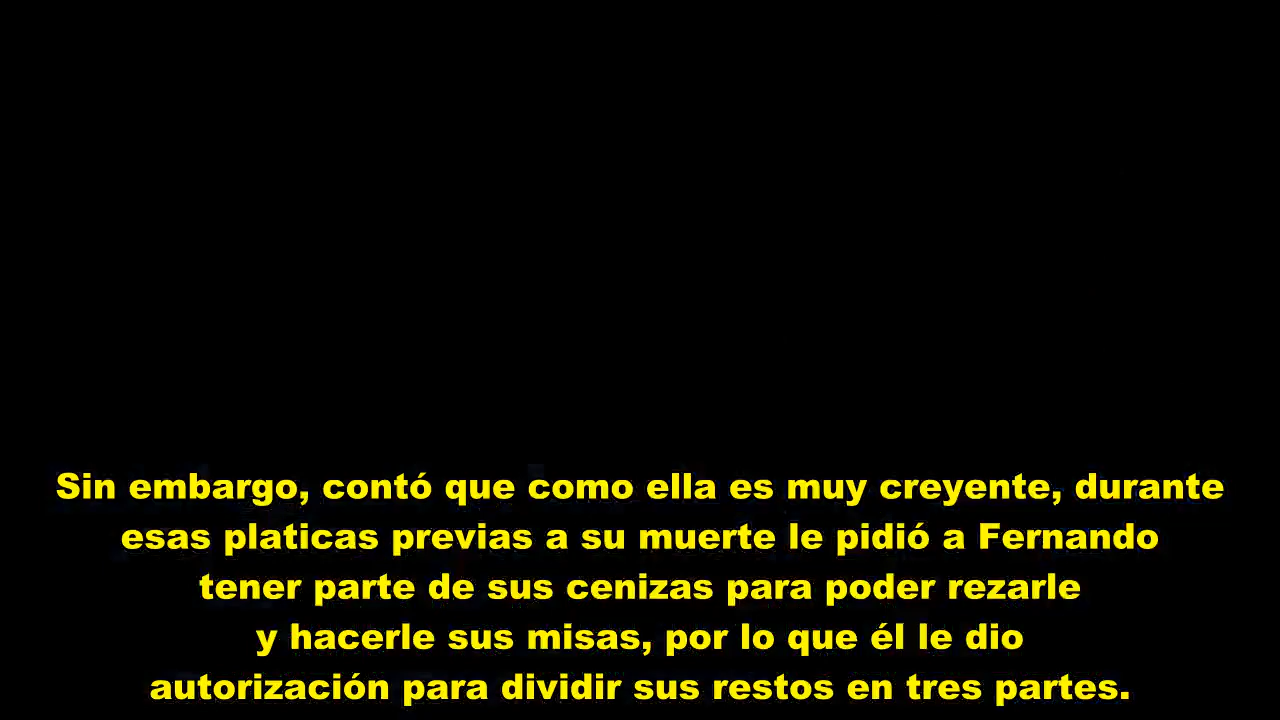 Sin embargo, contó que como ella es muy creyente, durante
esas platicas previas a su muerte le pidió a Fernando
tener parte de sus cenizas para poder rezarle
y hacerle sus misas, por lo que él le dio
autorización para dividir sus restos en tres partes.